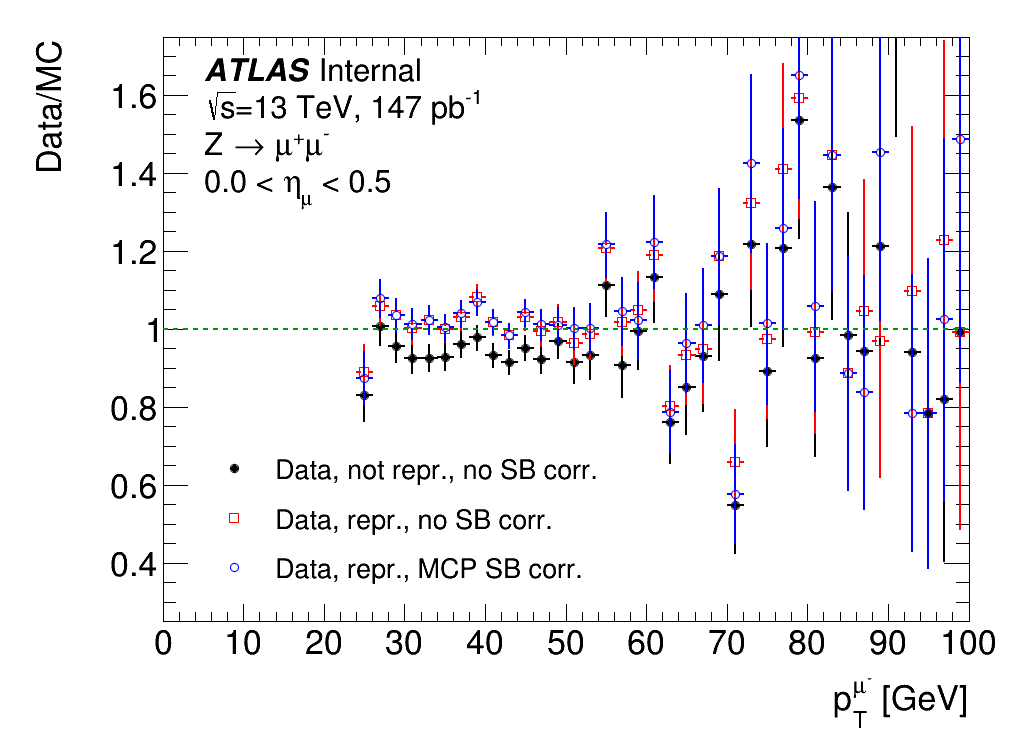 Data/MC
ATLAS Internal
√s=13 TeV, 147 pb⁻¹
Z → μ⁺μ⁻
0.0 < η_μ < 0.5
1.6
1.4
1.2
1
0.8
0.6
0.4
Data, not repr., no SB corr.
Data, repr., no SB corr.
Data, repr., MCP SB corr.
0 10 20 30 40 50 60 70 80 90 100
p_T^μ⁻ [GeV]